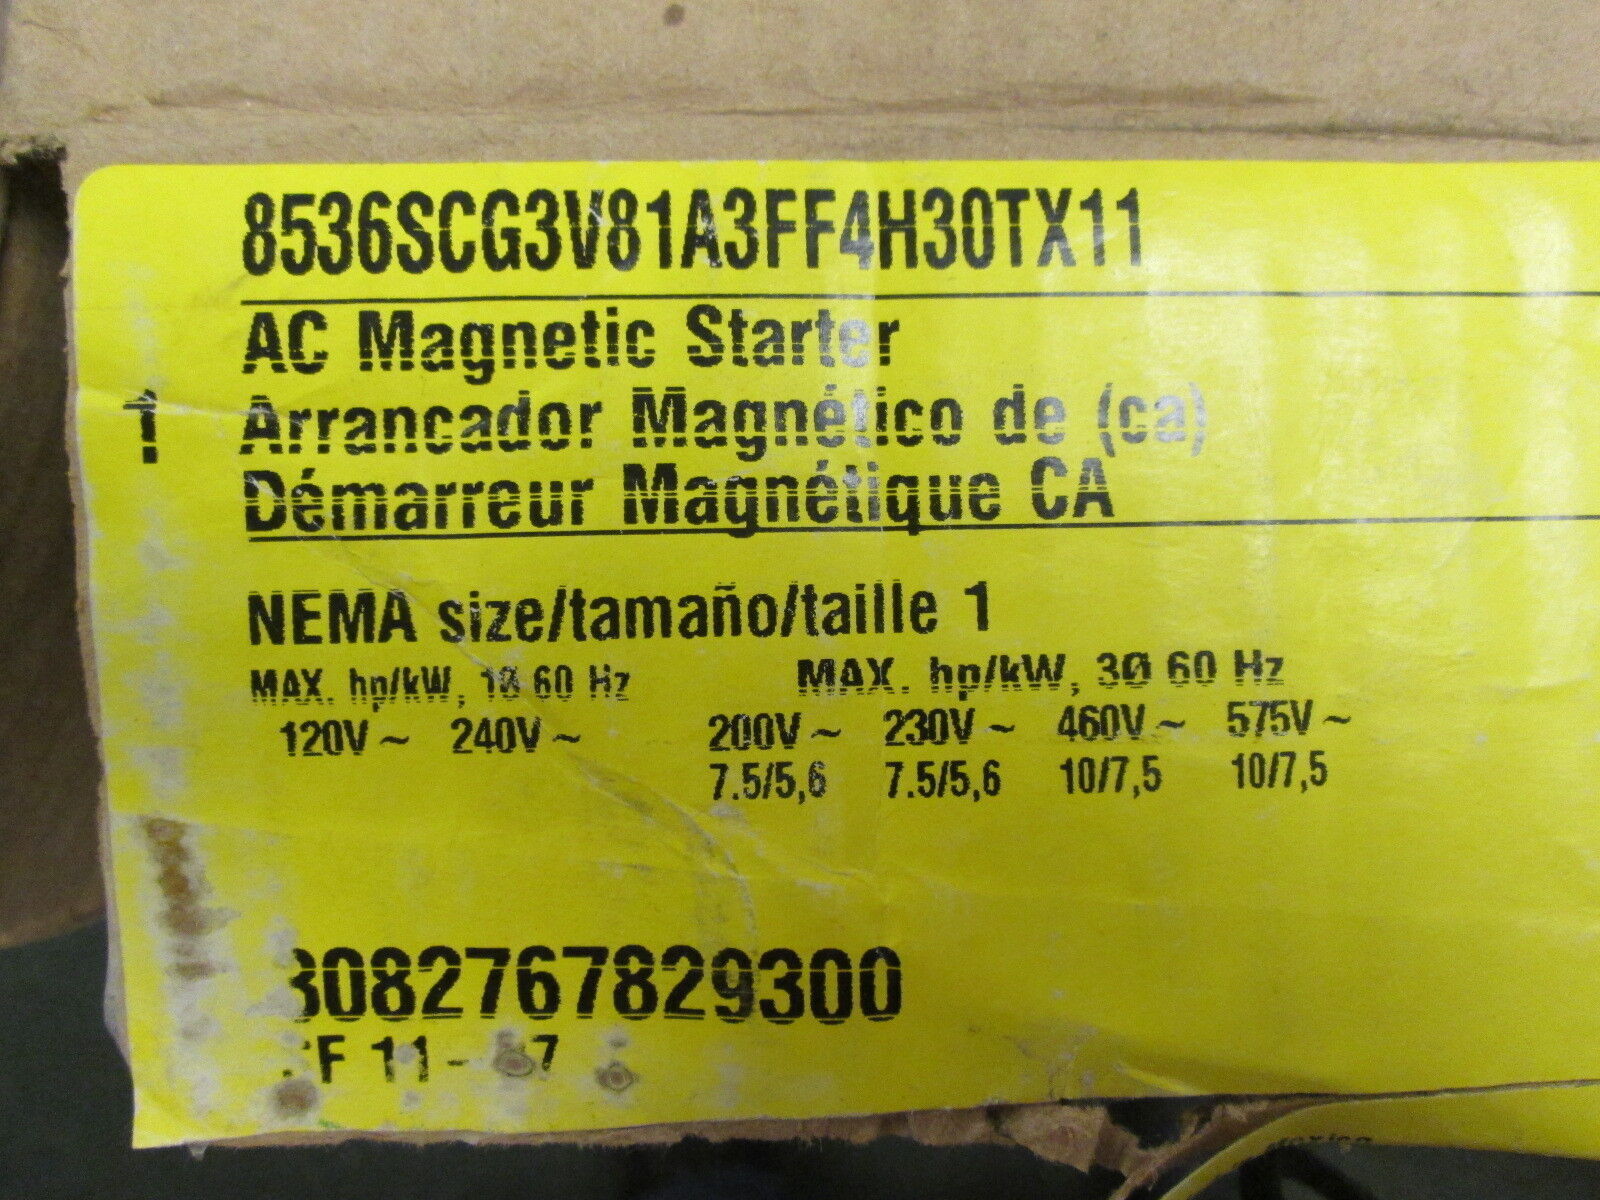 8536SCG3V81A3FF4H30TX11
AC Magnetic Starter
1 Arrancador Magnético de (ca)
Démarreur Magnétique CA
NEMA size/tamaño/taille 1
MAX. hp/kW, 1Ø 60 Hz MAX. hp/kW, 3Ø 60 Hz
120V~ 240V~ 200V~ 230V~ 460V~ 575V~
7.5/5,6 7.5/5,6 10/7,5 10/7,5
3082767829300